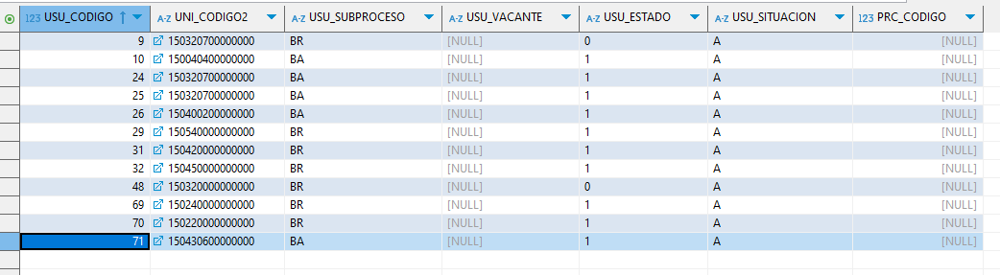 123 USU_CODIGO A-Z UNI_CODIGO2 A-Z USU_SUBPROCESO A-Z USU_VACANTE A-Z USU_ESTADO A-Z USU_SITUACION 123 PRC_CODIGO
9 150320700000000 BR [NULL] 0 A [NULL]
10 150040400000000 BA [NULL] 1 A [NULL]
24 150320700000000 BA [NULL] 1 A [NULL]
25 150320700000000 BA [NULL] 1 A [NULL]
26 150400200000000 BA [NULL] 1 A [NULL]
29 150540000000000 BR [NULL] 1 A [NULL]
31 150420000000000 BR [NULL] 1 A [NULL]
32 150450000000000 BR [NULL] 1 A [NULL]
48 150320000000000 BR [NULL] 0 A [NULL]
69 150240000000000 BR [NULL] 1 A [NULL]
70 150220000000000 BR [NULL] 1 A [NULL]
71 150430600000000 BA [NULL] 1 A [NULL]